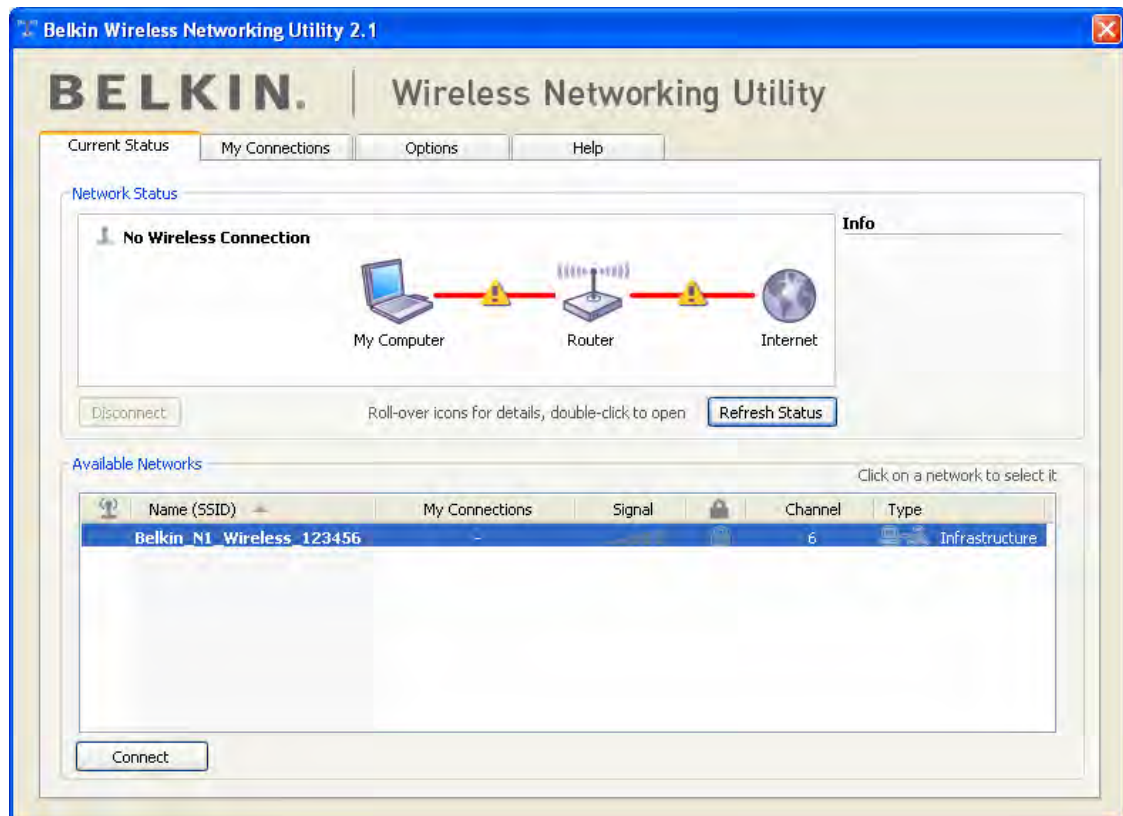 Belkin Wireless Networking Utility 2.1
BELKIN. | Wireless Networking Utility
Current Status My Connections Options Help
Network Status
No Wireless Connection
Info
My Computer Router Internet
Disconnect Roll-over icons for details, double-click to open Refresh Status
Available Networks
Click on a network to select it
Name (SSID) My Connections Signal Channel Type
Belkin_N1_Wireless_123456 - 6 Infrastructure
Connect